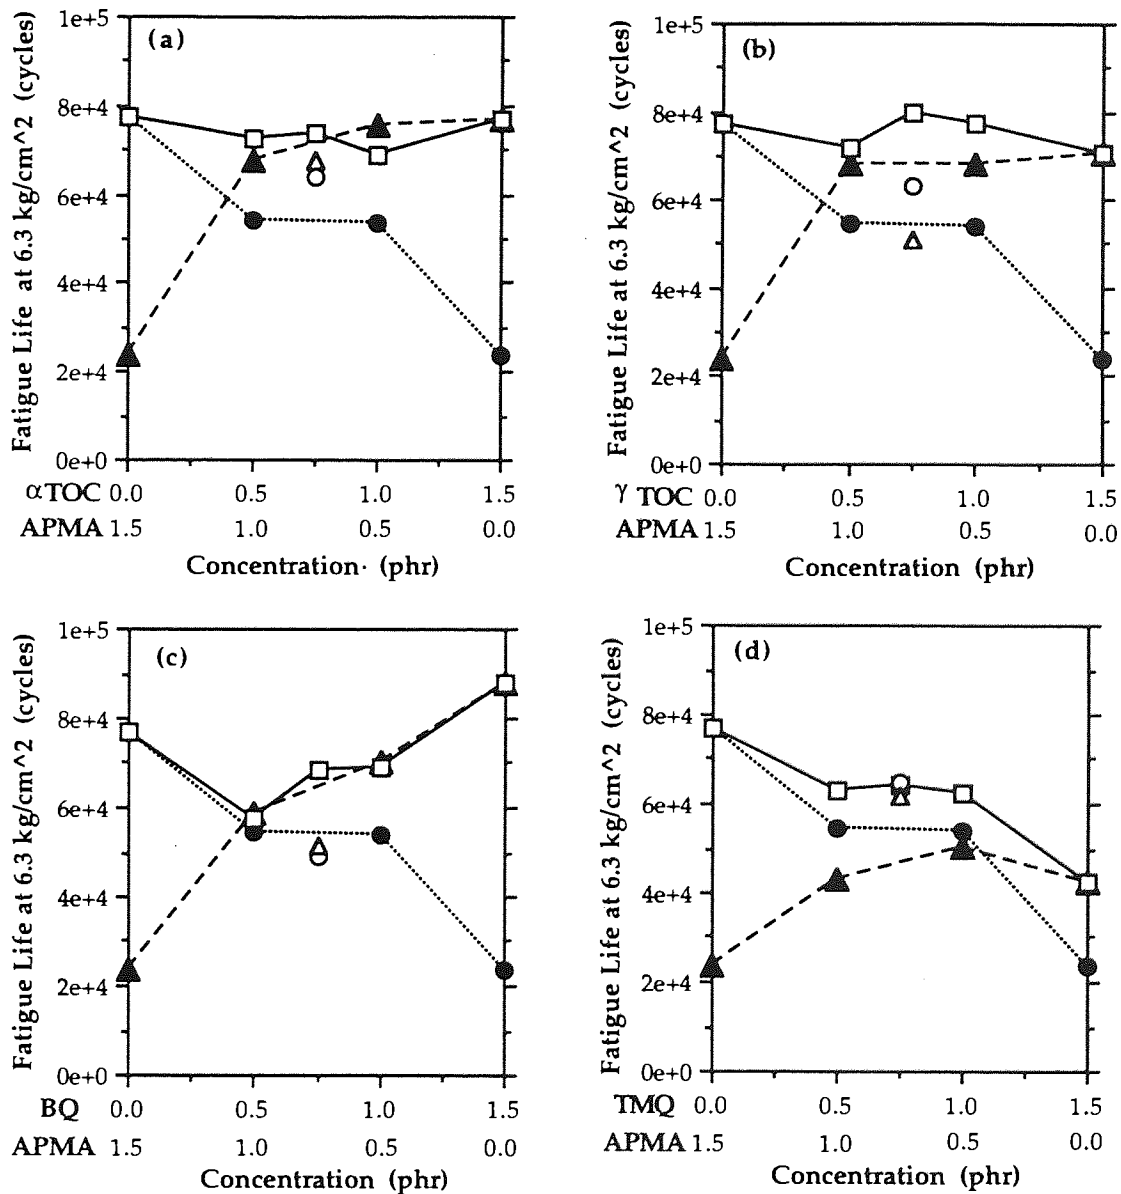 (a)
Fatigue Life at 6.3 kg/cm^2 (cycles)
1e+5
8e+4
6e+4
4e+4
2e+4
0e+0
αTOC 0.0 0.5 1.0 1.5
APMA 1.5 1.0 0.5 0.0
Concentration· (phr)
(b)
Fatigue Life at 6.3 kg/cm^2 (cycles)
1e+5
8e+4
6e+4
4e+4
2e+4
0e+0
γ TOC 0.0 0.5 1.0 1.5
APMA 1.5 1.0 0.5 0.0
Concentration (phr)
(c)
Fatigue Life at 6.3 kg/cm^2 (cycles)
1e+5
8e+4
6e+4
4e+4
2e+4
0e+0
BQ 0.0 0.5 1.0 1.5
APMA 1.5 1.0 0.5 0.0
Concentration (phr)
(d)
Fatigue Life at 6.3 kg/cm^2 (cycles)
1e+5
8e+4
6e+4
4e+4
2e+4
0e+0
TMQ 0.0 0.5 1.0 1.5
APMA 1.5 1.0 0.5 0.0
Concentration (phr)